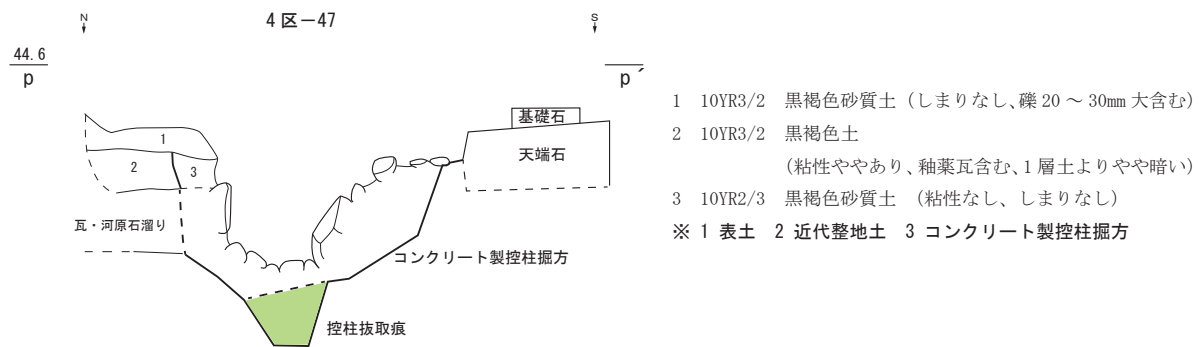 N
4区－47
S
44.6
p
p´
基礎石
天端石
1
2
3
瓦・河原石溜り
コンクリート製控柱掘方
控柱抜取痕
1 10YR3/2 黒褐色砂質土（しまりなし、礫 20 ～ 30mm 大含む）
2 10YR3/2 黒褐色土
（粘性ややあり、釉薬瓦含む、1 層土よりやや暗い）
3 10YR2/3 黒褐色砂質土 （粘性なし、しまりなし）
※ 1 表土 2 近代整地土 3 コンクリート製控柱掘方